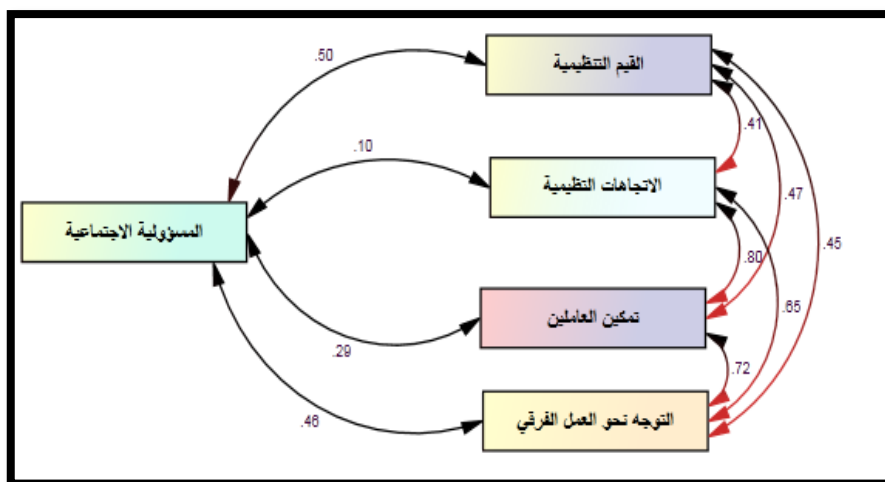 .50
القيم التنظيمية
.41
.10
الاتجاهات التظيمية
.47
المسؤولية الاجتماعية
.45
.80
.65
تمكين العاملين
.29
.72
.46
التوجه نحو العمل الفرقي